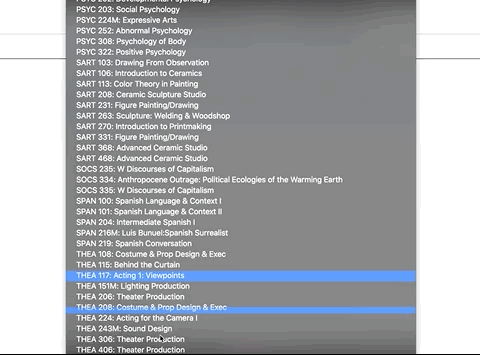 PSYC 202: Developmental Psychology
PSYC 203: Social Psychology
PSYC 224M: Expressive Arts
PSYC 252: Abnormal Psychology
PSYC 308: Psychology of Body
PSYC 322: Positive Psychology
SART 103: Drawing From Observation
SART 106: Introduction to Ceramics
SART 113: Color Theory in Painting
SART 208: Ceramic Sculpture Studio
SART 231: Figure Painting/Drawing
SART 263: Sculpture: Welding & Woodshop
SART 270: Introduction to Printmaking
SART 331: Figure Painting/Drawing
SART 368: Advanced Ceramic Studio
SART 468: Advanced Ceramic Studio
SOCS 235: W Discourses of Capitalism
SOCS 334: Anthropocene Outrage: Political Ecologies of the Warming Earth
SOCS 335: W Discourses of Capitalism
SPAN 100: Spanish Language & Context I
SPAN 101: Spanish Language & Context II
SPAN 204: Intermediate Spanish I
SPAN 216M: Luis Bunuel:Spanish Surrealist
SPAN 219: Spanish Conversation
THEA 108: Costume & Prop Design & Exec
THEA 115: Behind the Curtain
THEA 117: Acting 1: Viewpoints
THEA 151M: Lighting Production
THEA 206: Theater Production
THEA 208: Costume & Prop Design & Exec
THEA 224: Acting for the Camera I
THEA 243M: Sound Design
THEA 306: Theater Production
THEA 406: Theater Production